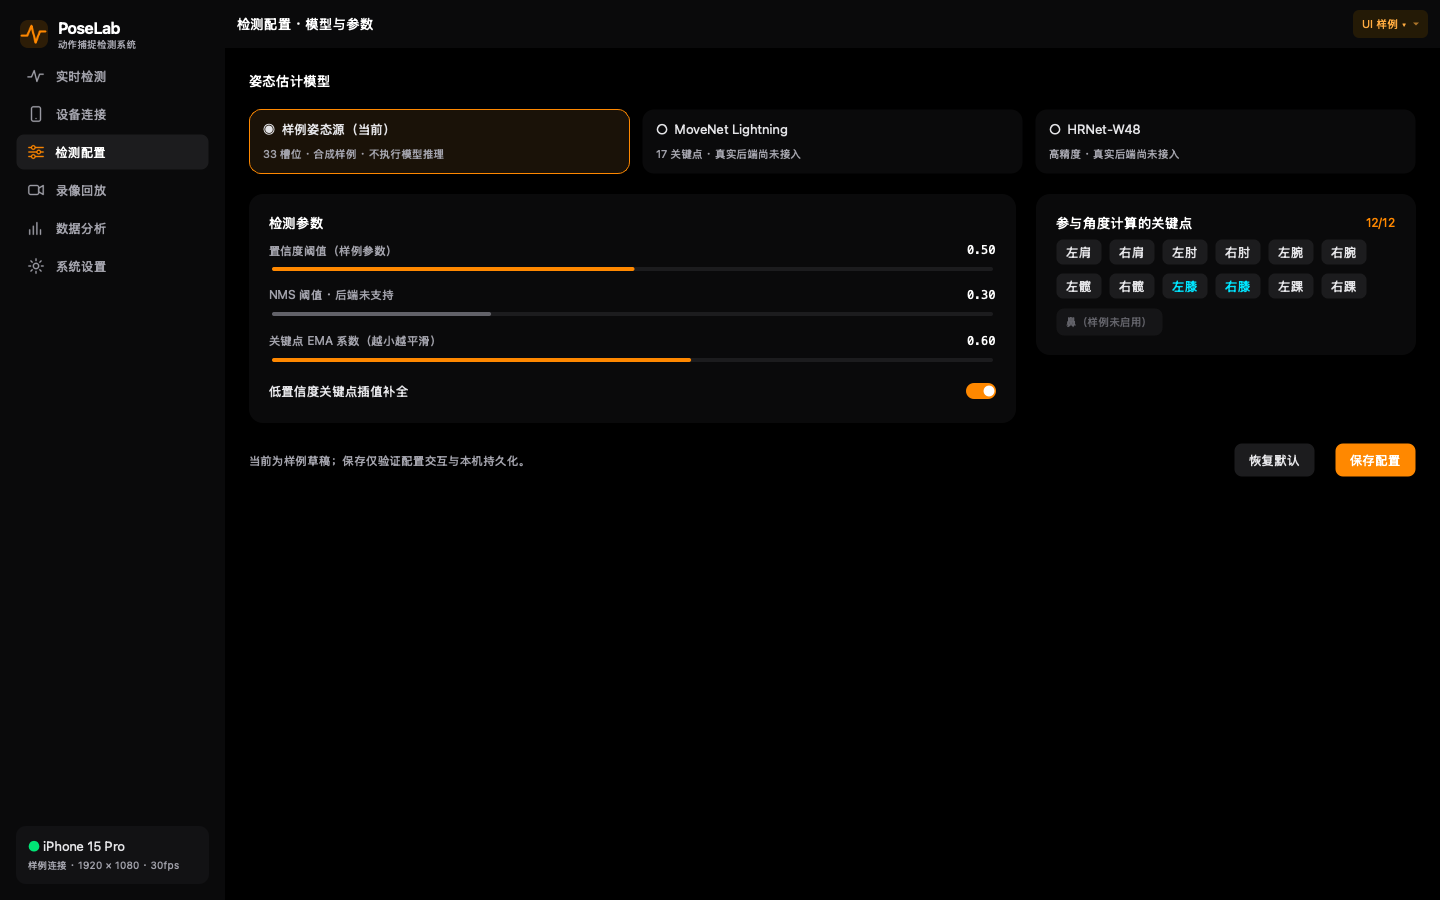 PoseLab
动作捕捉检测系统
实时检测
设备连接
检测配置
录像回放
数据分析
系统设置
iPhone 15 Pro
样例连接 · 1920 × 1080 · 30fps
检测配置 · 模型与参数
UI 样例 •
姿态估计模型
样例姿态源（当前）
33 槽位 · 合成样例 · 不执行模型推理
MoveNet Lightning
17 关键点 · 真实后端尚未接入
HRNet-W48
高精度 · 真实后端尚未接入
检测参数
置信度阈值（样例参数） 0.50
NMS 阈值 · 后端未支持 0.30
关键点 EMA 系数（越小越平滑） 0.60
低置信度关键点插值补全
参与角度计算的关键点 12/12
左肩 右肩 左肘 右肘 左腕 右腕
左髋 右髋 左膝 右膝 左踝 右踝
鼻（样例未启用）
当前为样例草稿；保存仅验证配置交互与本机持久化。
恢复默认 保存配置